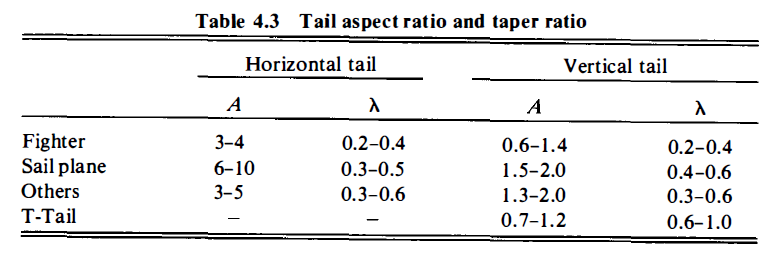 Table 4.3 Tail aspect ratio and taper ratio
Horizontal tail Vertical tail
A λ A λ
Fighter 3–4 0.2–0.4 0.6–1.4 0.2–0.4
Sail plane 6–10 0.3–0.5 1.5–2.0 0.4–0.6
Others 3–5 0.3–0.6 1.3–2.0 0.3–0.6
T-Tail – – 0.7–1.2 0.6–1.0